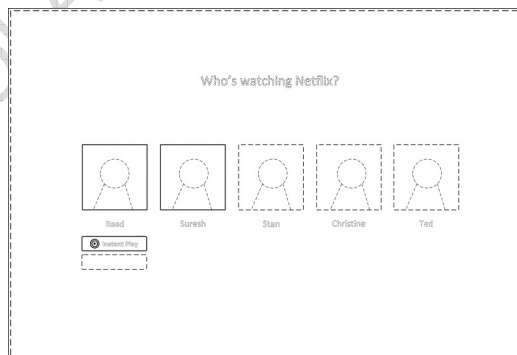 Who's watching Netflix?
Reed Suresh Stan Christine Ted
Instant Play